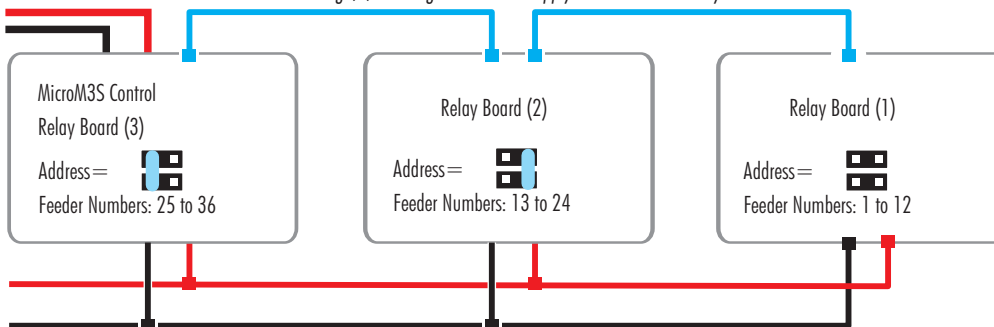 MicroM3S Control
Relay Board (3)
Address=
Feeder Numbers: 25 to 36
Relay Board (2)
Address=
Feeder Numbers: 13 to 24
Relay Board (1)
Address=
Feeder Numbers: 1 to 12